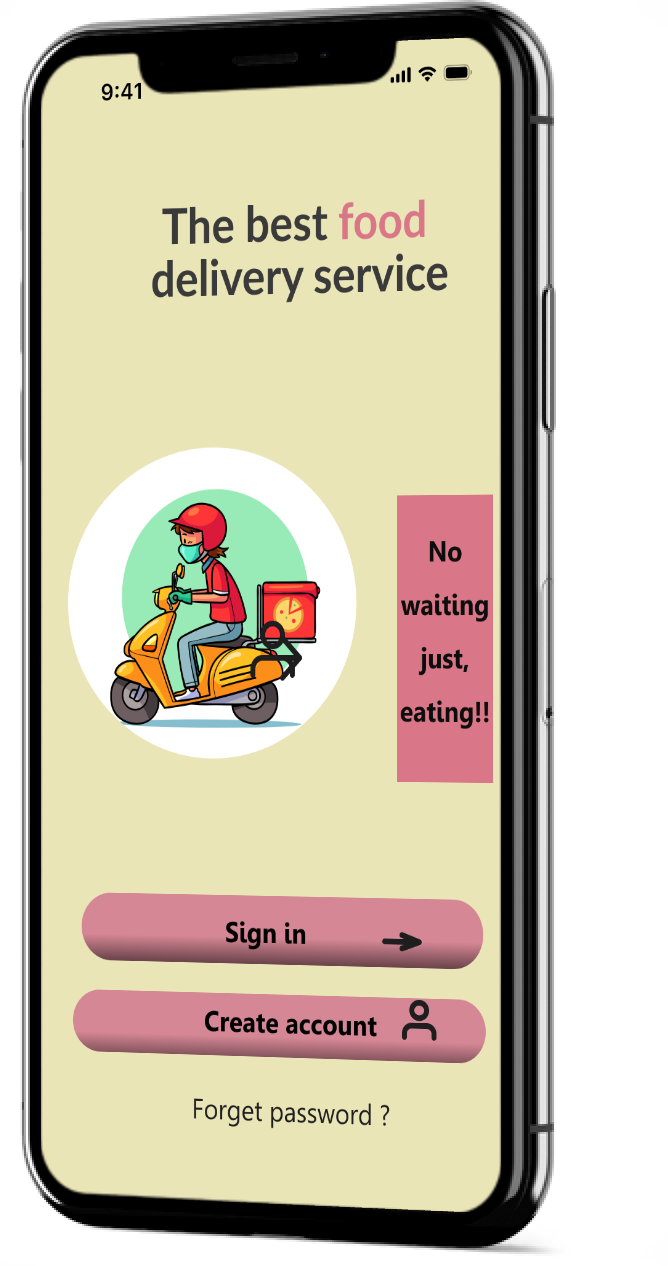 9:41
The best food
delivery service
No
waiting
just,
eating!!
Sign in
Create account
Forget password ?